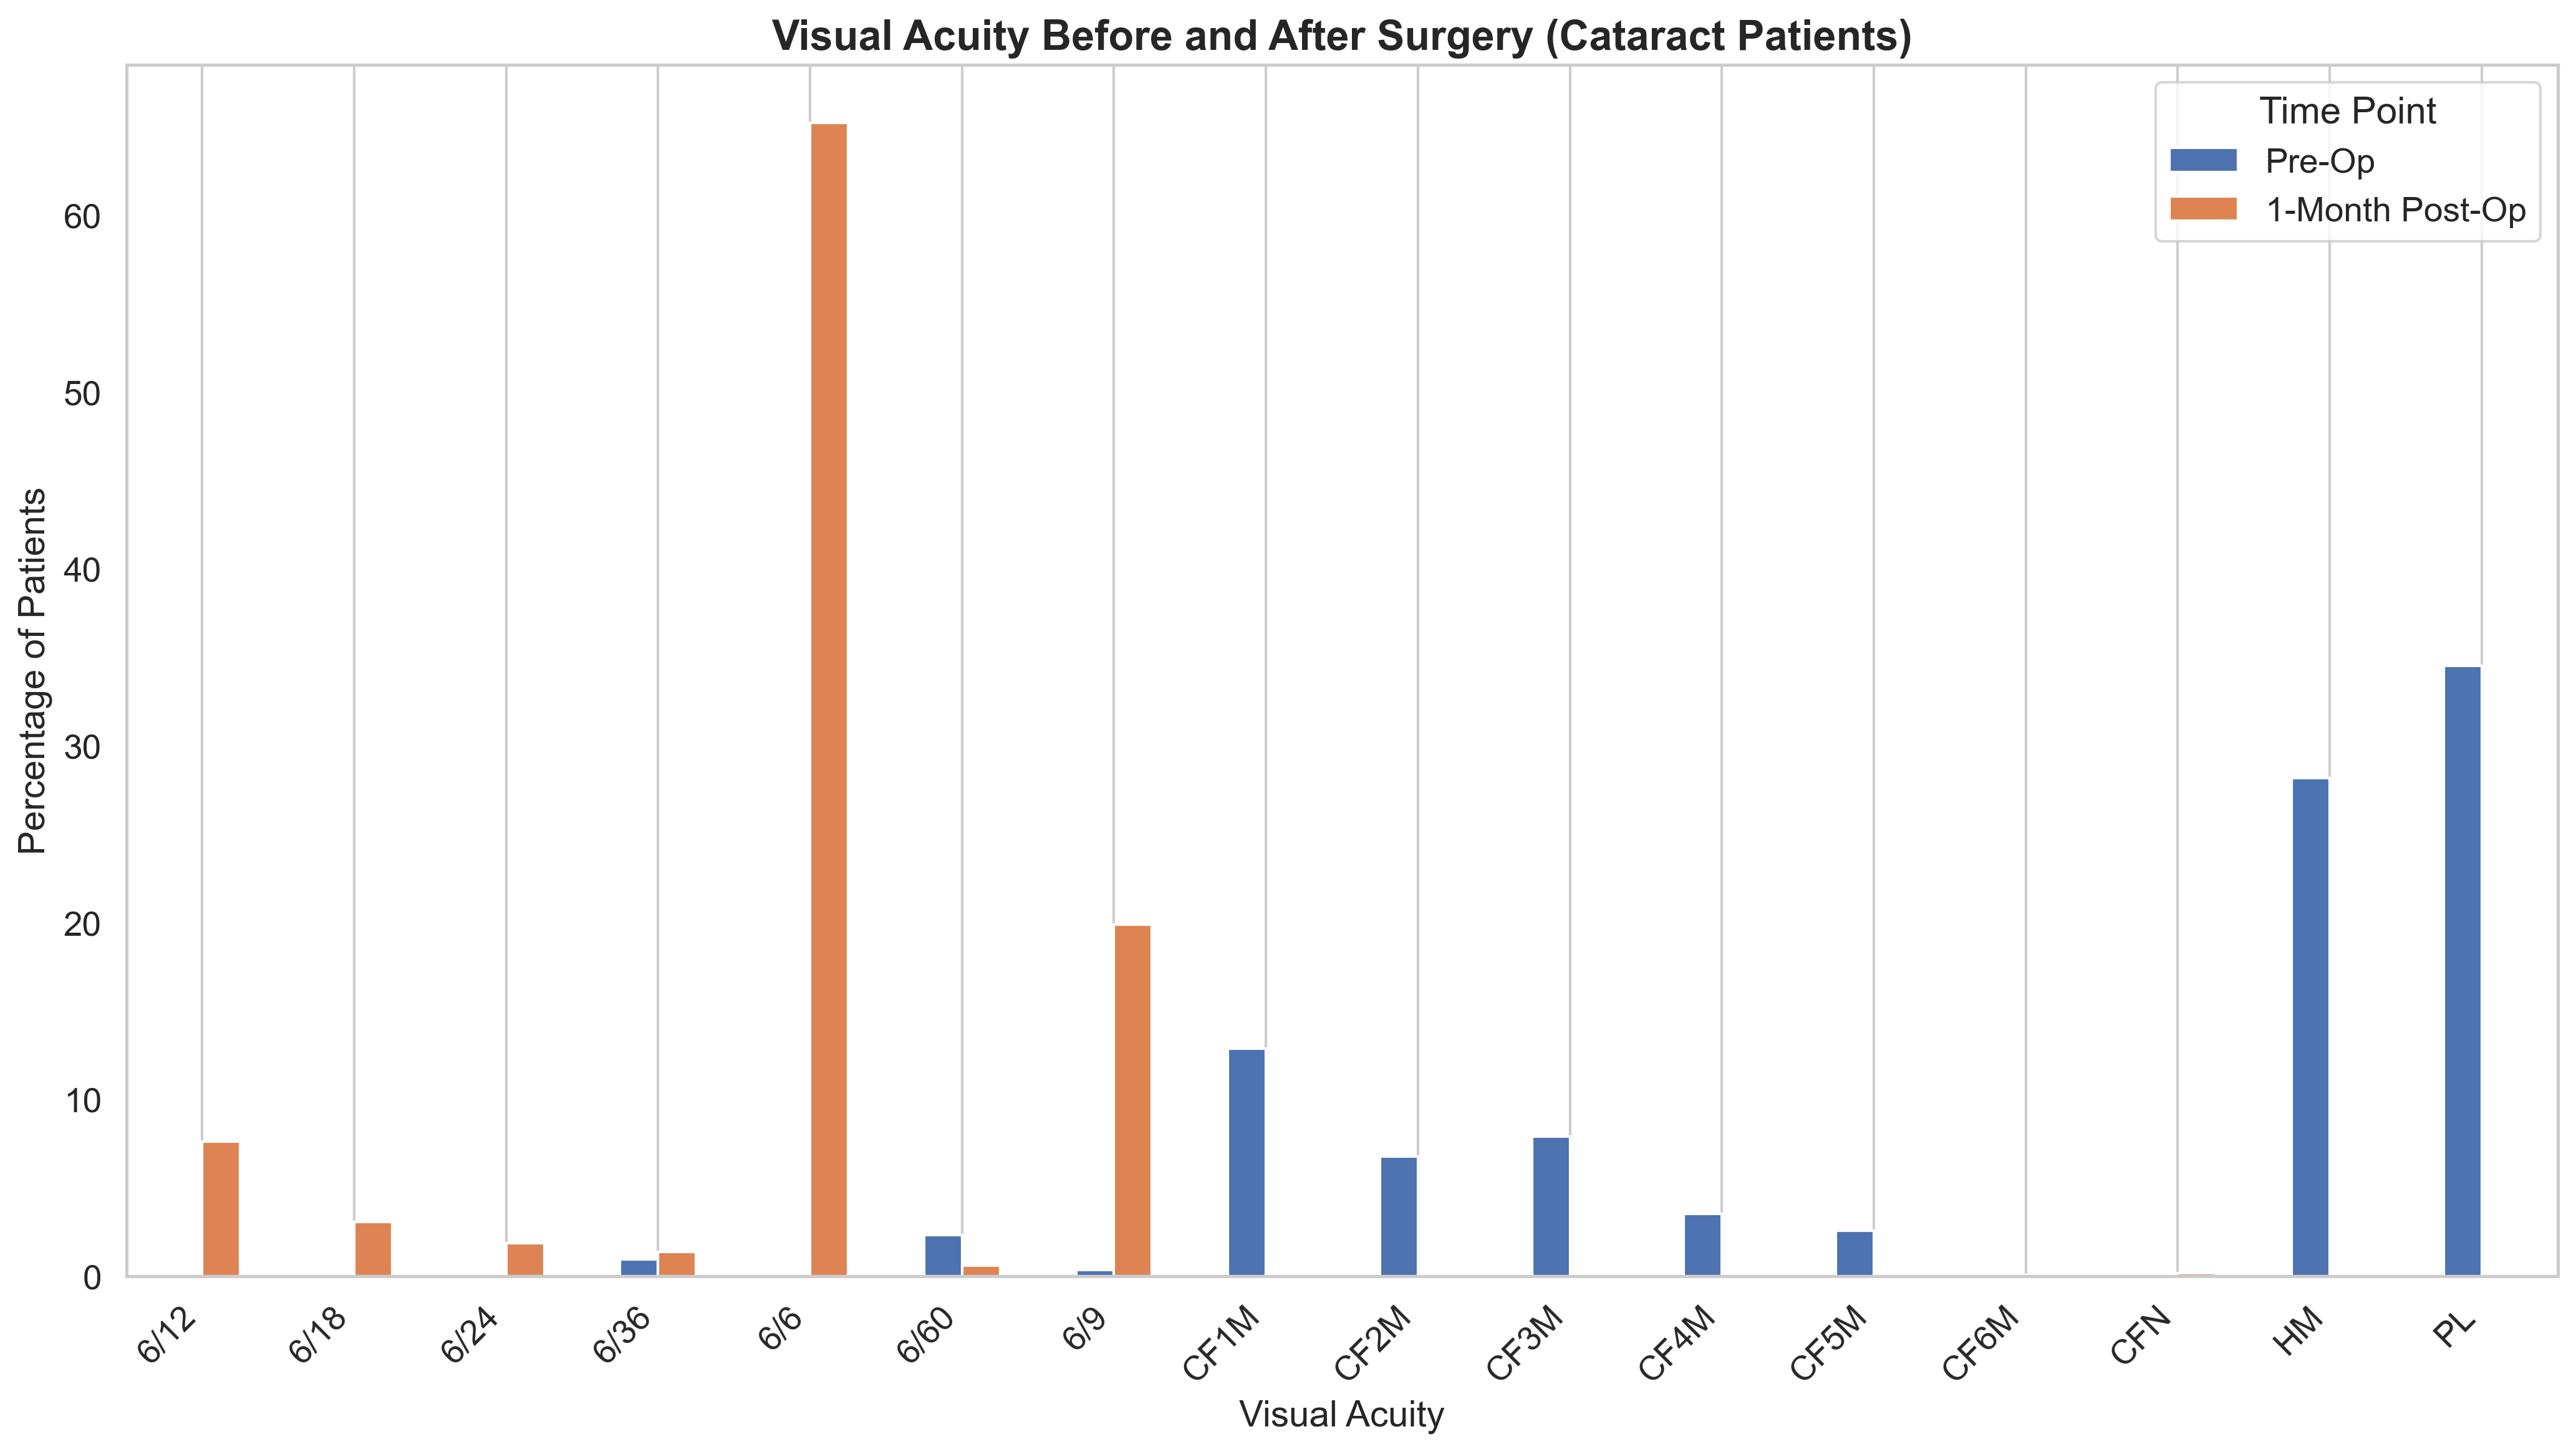 Visual Acuity Before and After Surgery (Cataract Patients)
Time Point
Pre-Op
1-Month Post-Op
Percentage of Patients
60
50
40
30
20
10
0
6/12
6/18
6/24
6/36
6/6
6/60
6/9
CF1M
CF2M
CF3M
CF4M
CF5M
CF6M
CFN
HM
PL
Visual Acuity